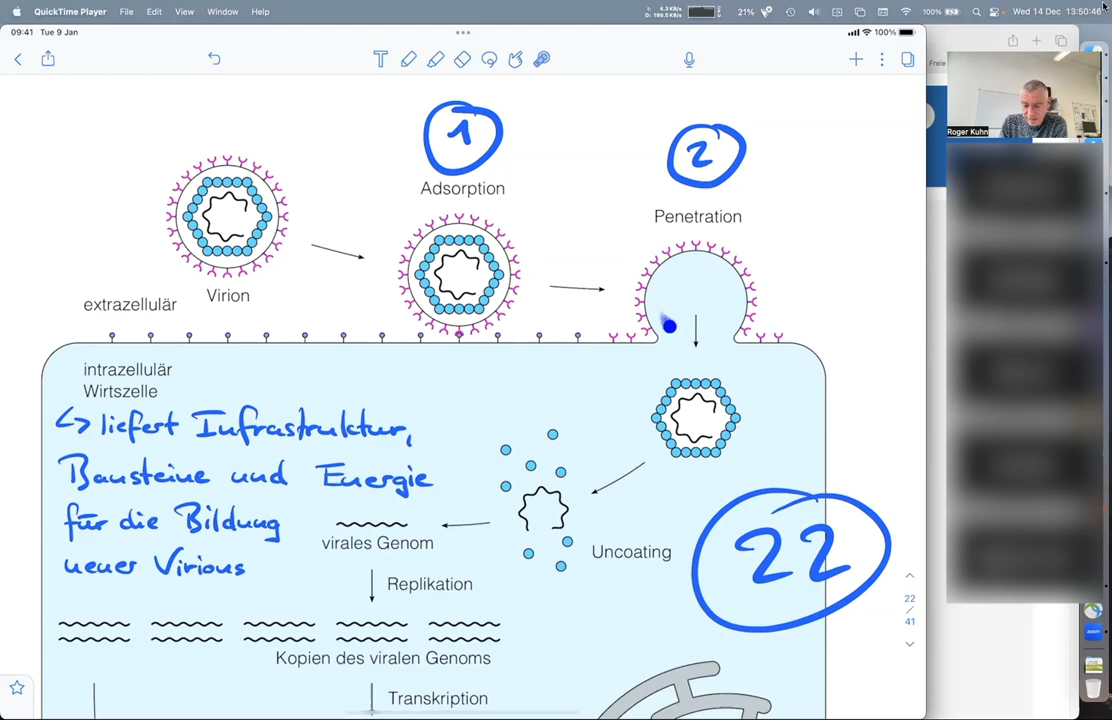 QuickTime Player File Edit View Window Help
21% 100% Wed 14 Dec 13:50:46
09:41 Tue 9 Jan
100%
Freie
Roger Kuhn
1
2
Adsorption
Penetration
Virion
extrazellulär
intrazellulär
Wirtszelle
↳ liefert Infrastruktur,
Bausteine und Energie
für die Bildung
neuer Virions
22
virales Genom
Uncoating
Replikation
22
/
41
Kopien des viralen Genoms
Transkription
zoom